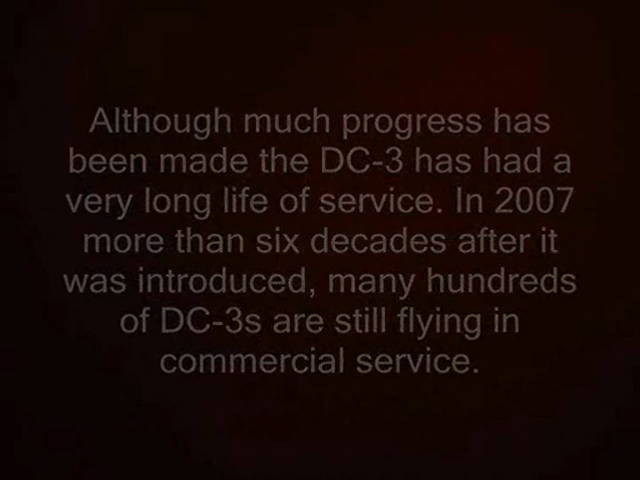 Although much progress has
been made the DC-3 has had a
very long life of service. In 2007
more than six decades after it
was introduced, many hundreds
of DC-3s are still flying in
commercial service.